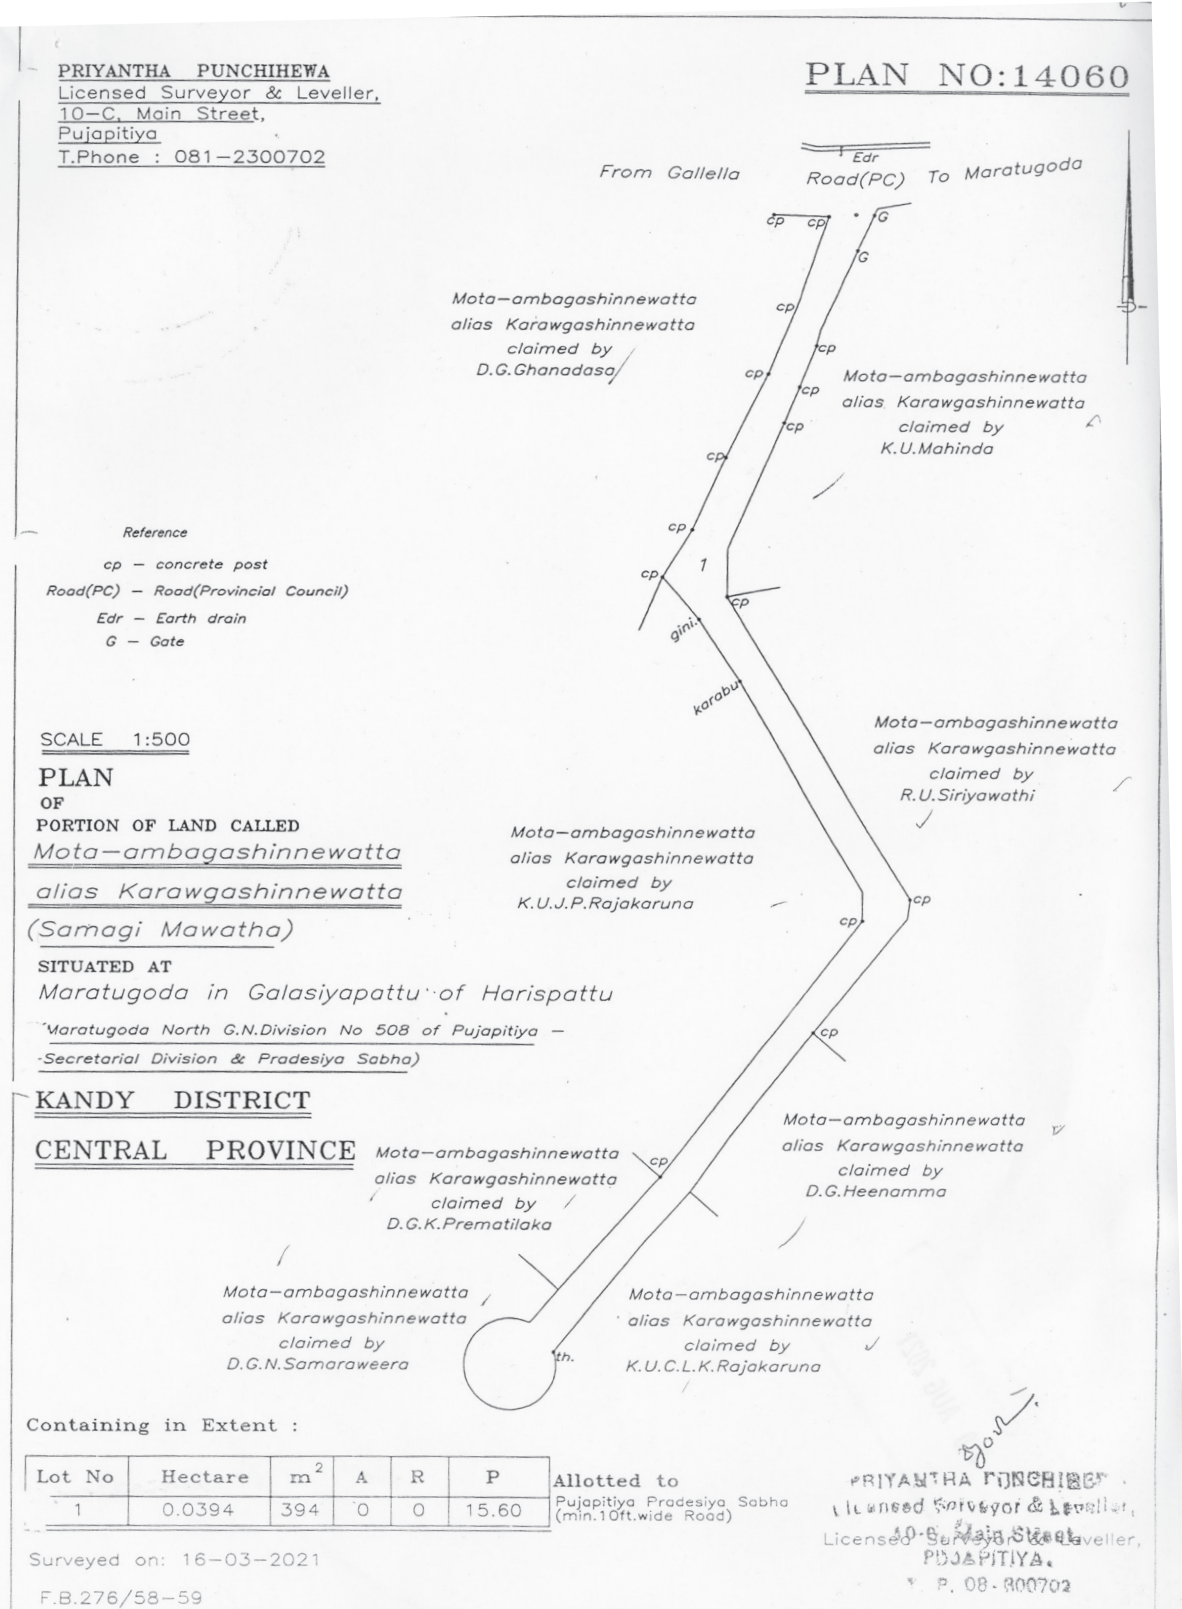 PRIYANTHA PUNCHIHEWA
Licensed Surveyor & Leveller,
10-C, Main Street,
Pujapitiya
T.Phone : 081-2300702
PLAN NO:14060
Edr
From Gallella
Road(PC)
To Maratugoda
cp
cp
G
G
Mota-ambagashinnewatta
alias Karawgashinnewatta
claimed by
D.G.Ghanadasa
cp
cp
cp
cp
cp
cp
cp
cp
Mota-ambagashinnewatta
alias Karawgashinnewatta
claimed by
K.U.Mahinda
Reference
cp - concrete post
Road(PC) - Road(Provincial Council)
Edr - Earth drain
G - Gate
1
cp
gini.
karabu
SCALE 1:500
PLAN
OF
PORTION OF LAND CALLED
Mota-ambagashinnewatta
alias Karawgashinnewatta
(Samagi Mawatha)
SITUATED AT
Maratugoda in Galasiyapattu of Harispattu
Maratugoda North G.N.Division No 508 of Pujapitiya -
-Secretarial Division & Pradesiya Sabha)
KANDY DISTRICT
CENTRAL PROVINCE
Mota-ambagashinnewatta
alias Karawgashinnewatta
claimed by
R.U.Siriyawathi
Mota-ambagashinnewatta
alias Karawgashinnewatta
claimed by
K.U.J.P.Rajakaruna
cp
cp
cp
Mota-ambagashinnewatta
alias Karawgashinnewatta
claimed by
D.G.Heenamma
Mota-ambagashinnewatta
alias Karawgashinnewatta
claimed by
D.G.K.Prematilaka
cp
Mota-ambagashinnewatta
alias Karawgashinnewatta
claimed by
D.G.N.Samaraweera
th.
Mota-ambagashinnewatta
alias Karawgashinnewatta
claimed by
K.U.C.L.K.Rajakaruna
Containing in Extent :
Lot No Hectare m2 A R P
1 0.0394 394 0 0 15.60
Allotted to
Pujapitiya Pradesiya Sabha
(min.10ft.wide Road)
Surveyed on: 16-03-2021
F.B.276/58-59
PRIYANTHA
Licensed Surveyor & Leveller,
Main Street,
Licensed Surveyor & Leveller,
PUJAPITIYA.